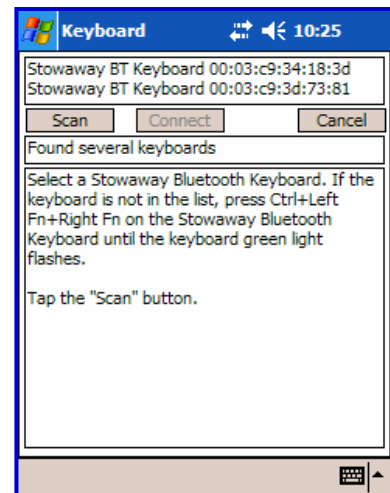 Keyboard 10:25
Stowaway BT Keyboard 00:03:c9:34:18:3d
Stowaway BT Keyboard 00:03:c9:3d:73:81
Scan Connect Cancel
Found several keyboards
Select a Stowaway Bluetooth Keyboard. If the
keyboard is not in the list, press Ctrl+Left
Fn+Right Fn on the Stowaway Bluetooth
Keyboard until the keyboard green light
flashes.
Tap the "Scan" button.